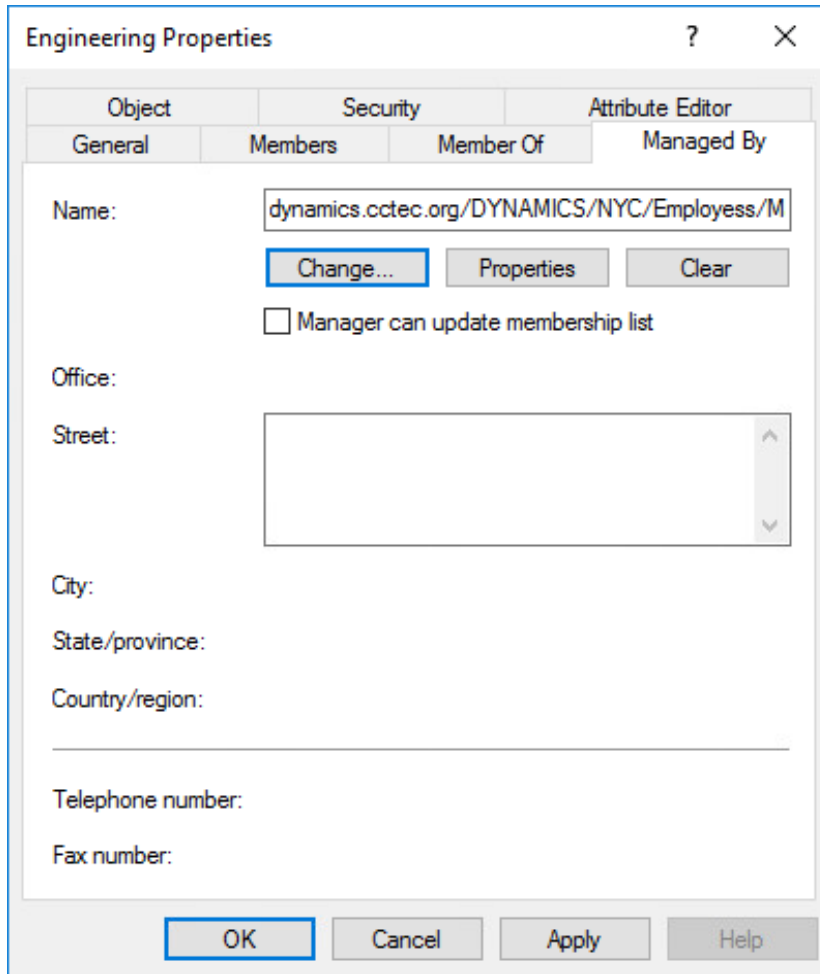 Engineering Properties ?
Object Security Attribute Editor
General Members Member Of Managed By
Name: dynamics.cctec.org/DYNAMICS/NYC/Employess/M
Change... Properties Clear
Manager can update membership list
Office:
Street:
City:
State/province:
Country/region:
Telephone number:
Fax number:
OK Cancel Apply Help